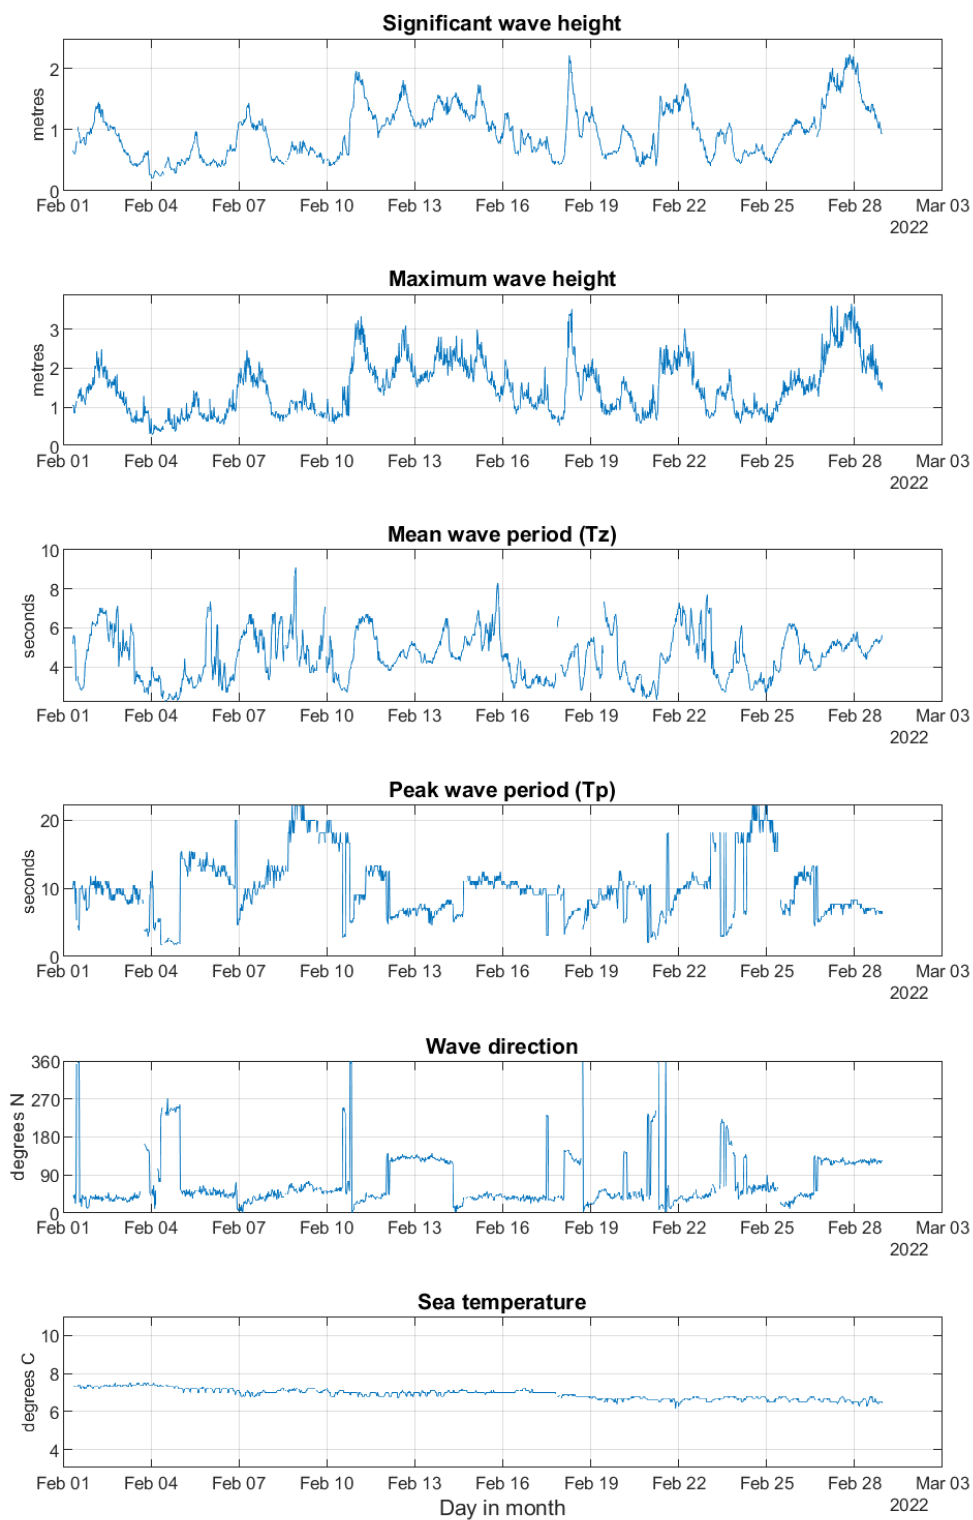 Significant wave height
metres
2
1
0
Feb 01 Feb 04 Feb 07 Feb 10 Feb 13 Feb 16 Feb 19 Feb 22 Feb 25 Feb 28 Mar 03
2022
Maximum wave height
metres
3
2
1
0
Feb 01 Feb 04 Feb 07 Feb 10 Feb 13 Feb 16 Feb 19 Feb 22 Feb 25 Feb 28 Mar 03
2022
Mean wave period (Tz)
seconds
10
8
6
4
Feb 01 Feb 04 Feb 07 Feb 10 Feb 13 Feb 16 Feb 19 Feb 22 Feb 25 Feb 28 Mar 03
2022
Peak wave period (Tp)
seconds
20
10
0
Feb 01 Feb 04 Feb 07 Feb 10 Feb 13 Feb 16 Feb 19 Feb 22 Feb 25 Feb 28 Mar 03
2022
Wave direction
degrees N
360
270
180
90
0
Feb 01 Feb 04 Feb 07 Feb 10 Feb 13 Feb 16 Feb 19 Feb 22 Feb 25 Feb 28 Mar 03
2022
Sea temperature
degrees C
10
8
6
4
Feb 01 Feb 04 Feb 07 Feb 10 Feb 13 Feb 16 Feb 19 Feb 22 Feb 25 Feb 28 Mar 03
Day in month
2022